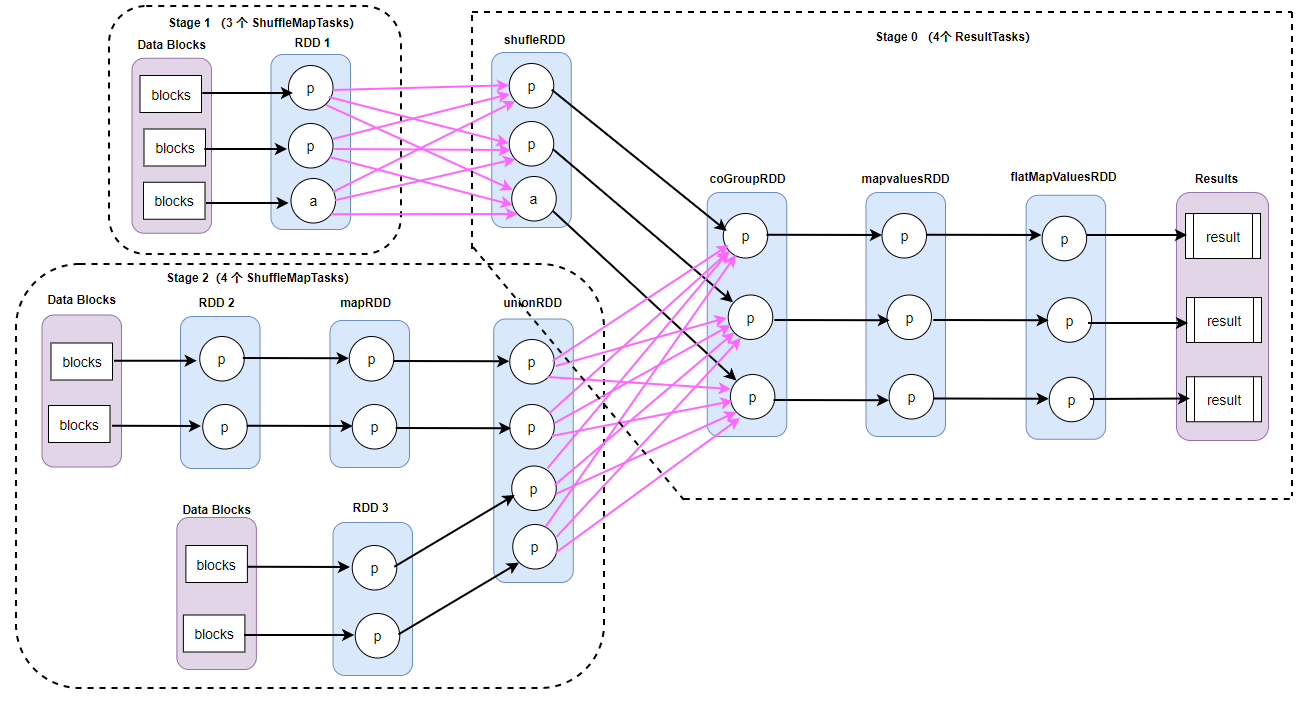 Stage 1 (3 个 ShuffleMapTasks)
Data Blocks
RDD 1
blocks
p
blocks
p
blocks
a
Stage 0 (4个 ResultTasks)
shufleRDD
p
p
a
coGroupRDD
mapvaluesRDD
flatMapValuesRDD
Results
p
p
p
result
p
p
p
result
p
p
p
result
Stage 2 (4 个 ShuffleMapTasks)
Data Blocks
RDD 2
mapRDD
unionRDD
blocks
p
p
p
blocks
p
p
p
p
p
Data Blocks
RDD 3
blocks
p
blocks
p